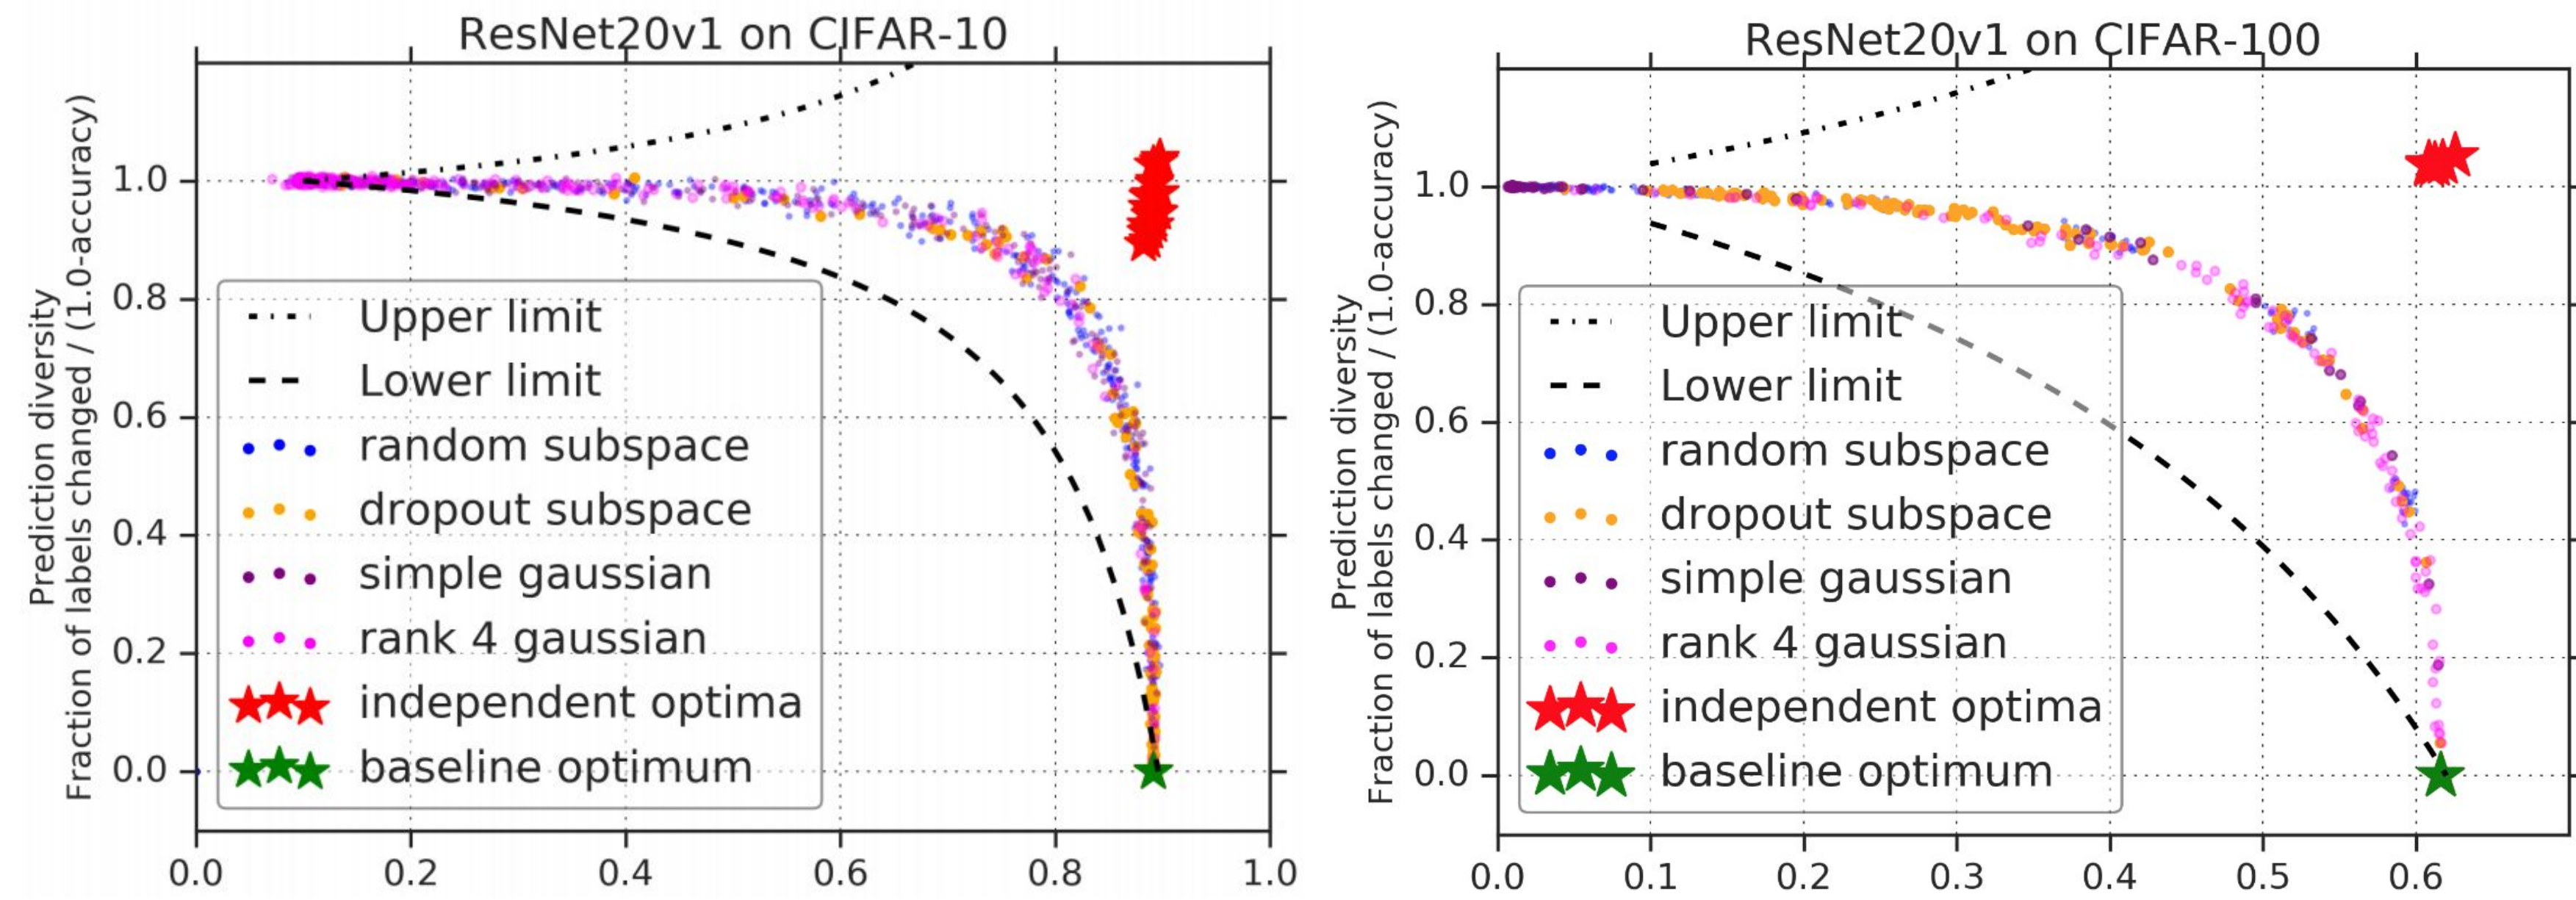 ResNet20v1 on CIFAR-10
Prediction diversity
Fraction of labels changed / (1.0-accuracy)
1.0
0.8
0.6
0.4
0.2
0.0
Upper limit
Lower limit
random subspace
dropout subspace
simple gaussian
rank 4 gaussian
independent optima
baseline optimum
0.0 0.2 0.4 0.6 0.8 1.0
ResNet20v1 on CIFAR-100
Prediction diversity
Fraction of labels changed / (1.0-accuracy)
1.0
0.8
0.6
0.4
0.2
0.0
Upper limit
Lower limit
random subspace
dropout subspace
simple gaussian
rank 4 gaussian
independent optima
baseline optimum
0.0 0.1 0.2 0.3 0.4 0.5 0.6